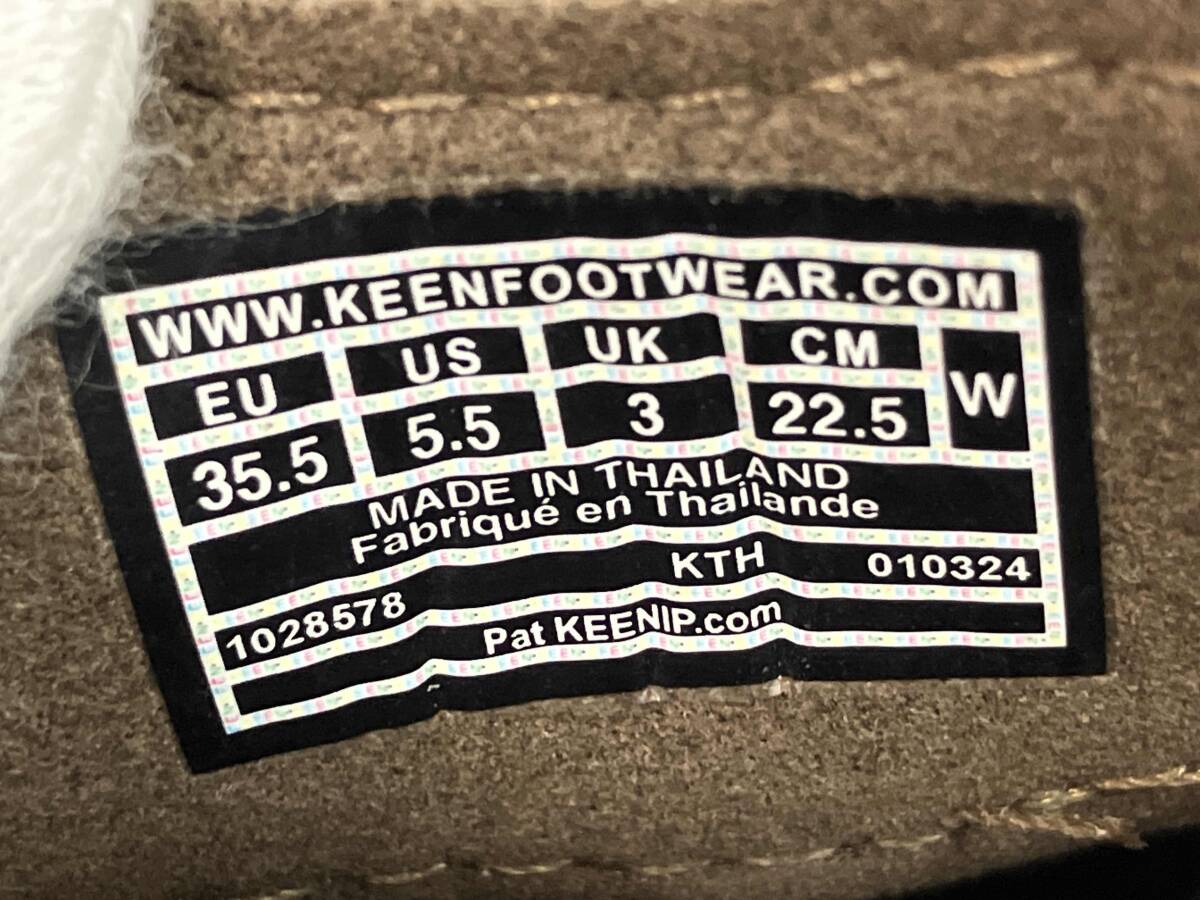 WWW.KEENFOOTWEAR.COM
EU US UK CM W
35.5 5.5 3 22.5
MADE IN THAILAND
Fabriqué en Thaïlande
1028578 KTH 010324
Pat KEENIP.com